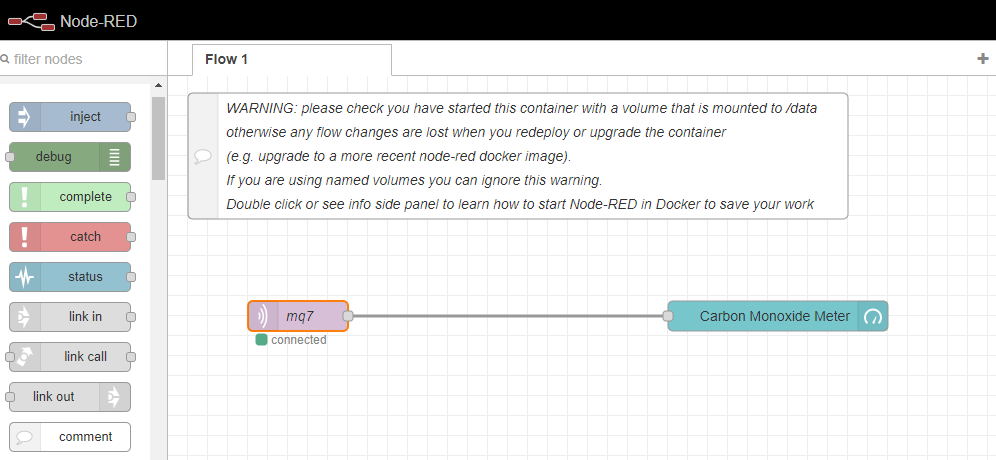 Node-RED
filter nodes
Flow 1
inject
debug
complete
catch
status
link in
link call
link out
comment
WARNING: please check you have started this container with a volume that is mounted to /data
otherwise any flow changes are lost when you redeploy or upgrade the container
(e.g. upgrade to a more recent node-red docker image).
If you are using named volumes you can ignore this warning.
Double click or see info side panel to learn how to start Node-RED in Docker to save your work
mq7
connected
Carbon Monoxide Meter